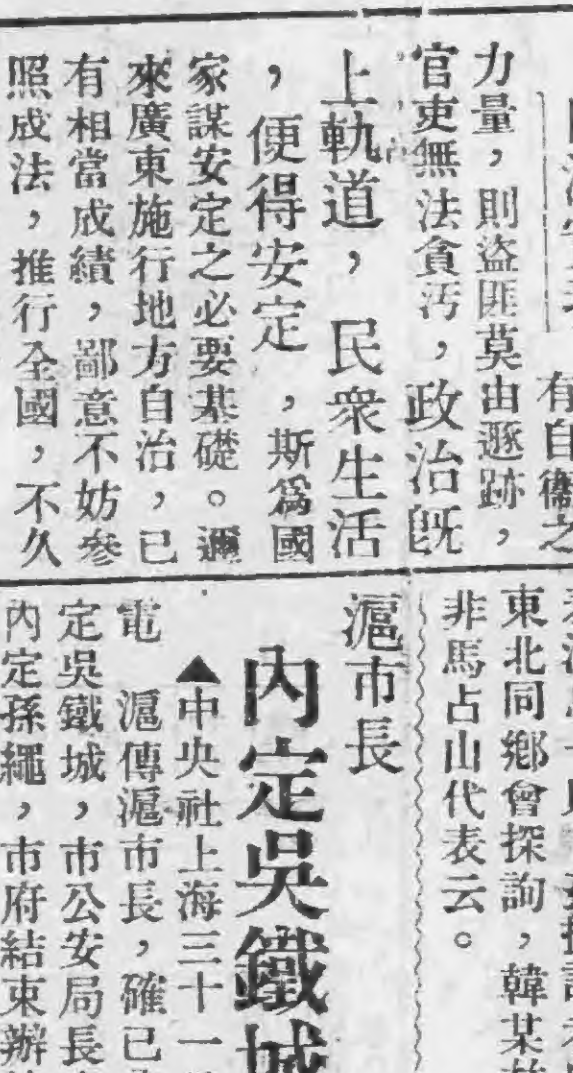 有自衞之
力量，則盜匪莫由遯跡，
官吏無法貪汚，政治旣
上軌道，民衆生活
，便得安定，斯爲國
家謀安定之必要基礎。邇
來廣東施行地方自治，已
有相當成績，鄙意不妨參
照成法，推行全國，不久
東北同鄉會探詢，韓某
非馬占山代表云。
滬市長
內定吳鐵城
▲中央社上海三十一
電　滬傳滬市長，確已
定吳鐵城，市公安局長
內定孫繩，市府結束辦